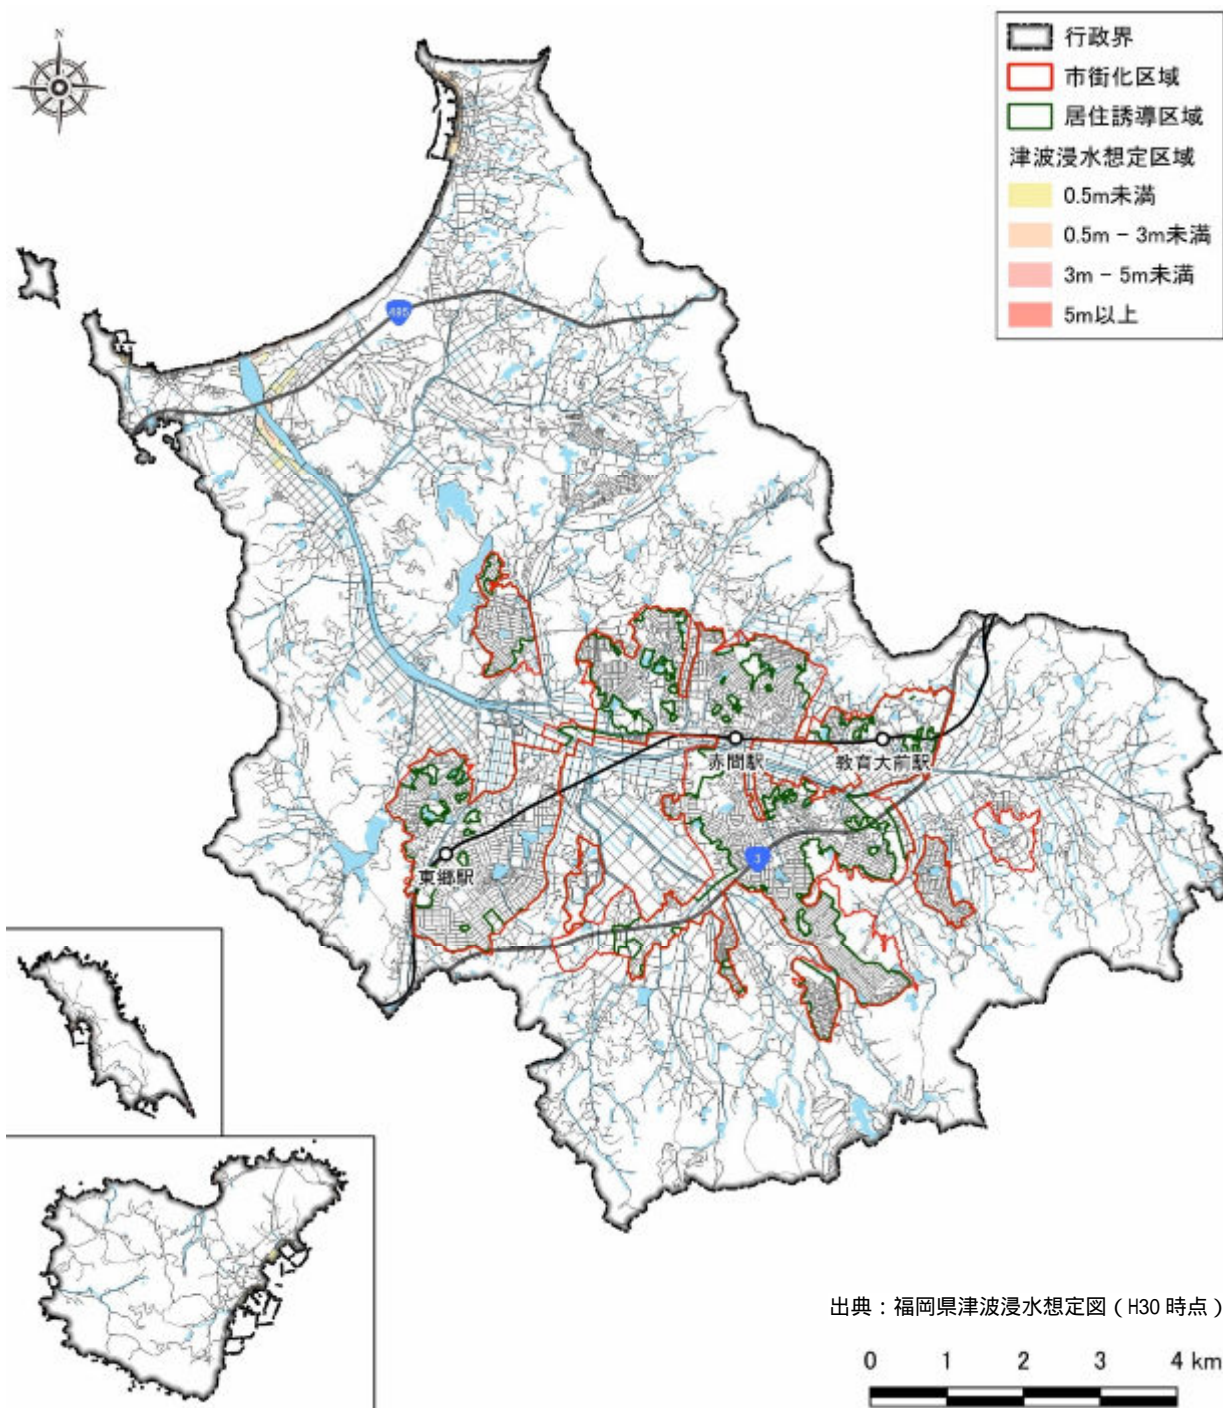 N
行政界
市街化区域
居住誘導区域
津波浸水想定区域
0.5m未満
0.5m − 3m未満
3m − 5m未満
5m以上
495
赤間駅
教育大前駅
3
東郷駅
出典：福岡県津波浸水想定図（H30 時点）
0 1 2 3 4 km